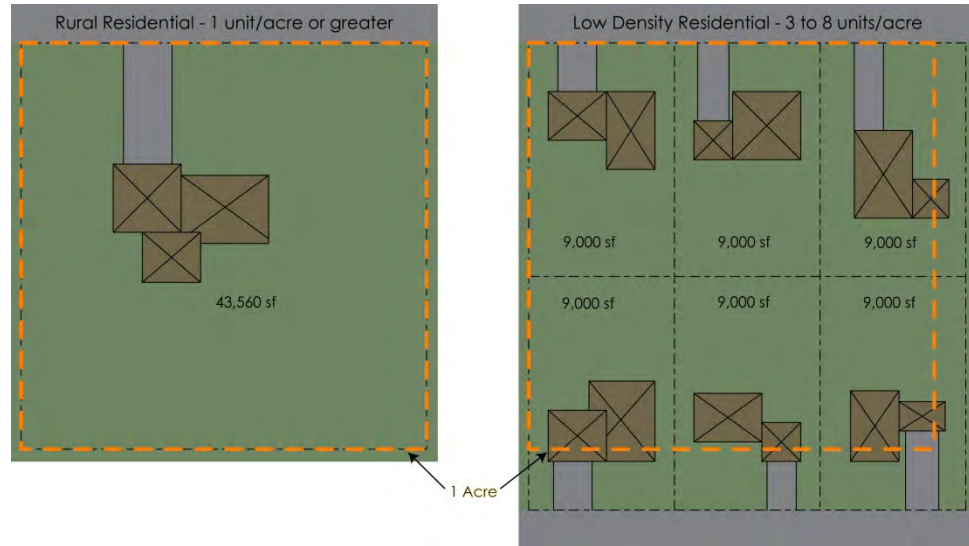 Rural Residential - 1 unit/acre or greater
Low Density Residential - 3 to 8 units/acre
9,000 sf
9,000 sf
9,000 sf
43,560 sf
9,000 sf
9,000 sf
9,000 sf
1 Acre